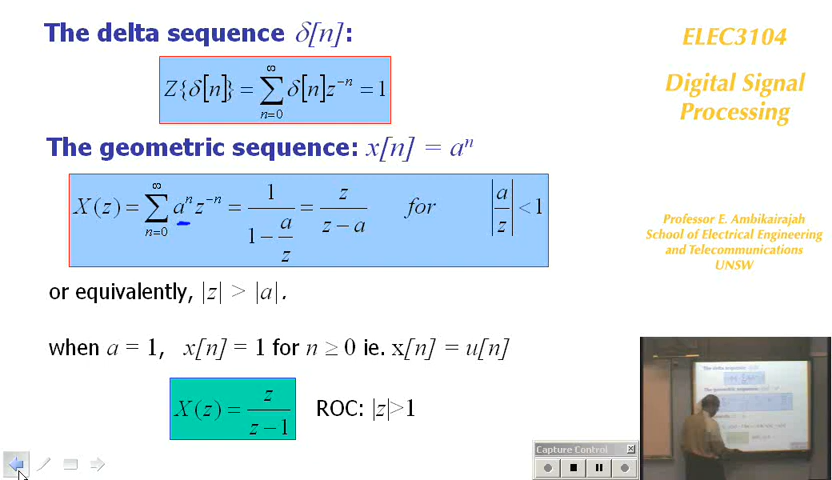 The delta sequence δ[n]:
Z{δ[n]} = ∑_{n=0}^{∞} δ[n]z^{-n} = 1
The geometric sequence: x[n] = a^n
X(z) = ∑_{n=0}^{∞} a^n z^{-n} = 1/(1 - a/z) = z/(z - a) for |a/z| < 1
or equivalently, |z| > |a|.
when a = 1, x[n] = 1 for n ≥ 0 ie. x[n] = u[n]
X(z) = z/(z - 1) ROC: |z|>1
ELEC3104
Digital Signal
Processing
Professor E. Ambikairajah
School of Electrical Engineering
and Telecommunications
UNSW
Capture Control